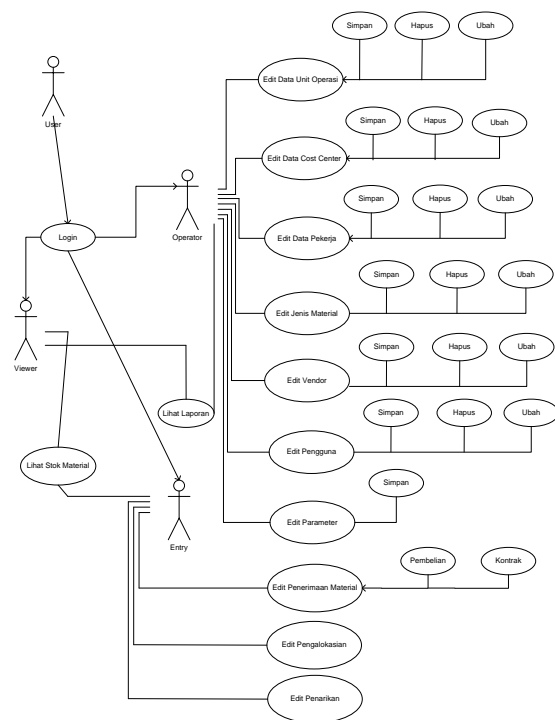 Simpan
Hapus
Ubah
Edit Data Unit Operasi
User
Simpan
Hapus
Ubah
Edit Data Cost Center
Simpan
Hapus
Ubah
Operator
Login
Edit Data Pekerja
Simpan
Hapus
Ubah
Edit Jenis Material
Viewer
Simpan
Hapus
Ubah
Edit Vendor
Lihat Laporan
Simpan
Hapus
Ubah
Edit Pengguna
Lihat Stok Material
Simpan
Edit Parameter
Entry
Pembelian
Kontrak
Edit Penerimaan Material
Edit Pengalokasian
Edit Penarikan